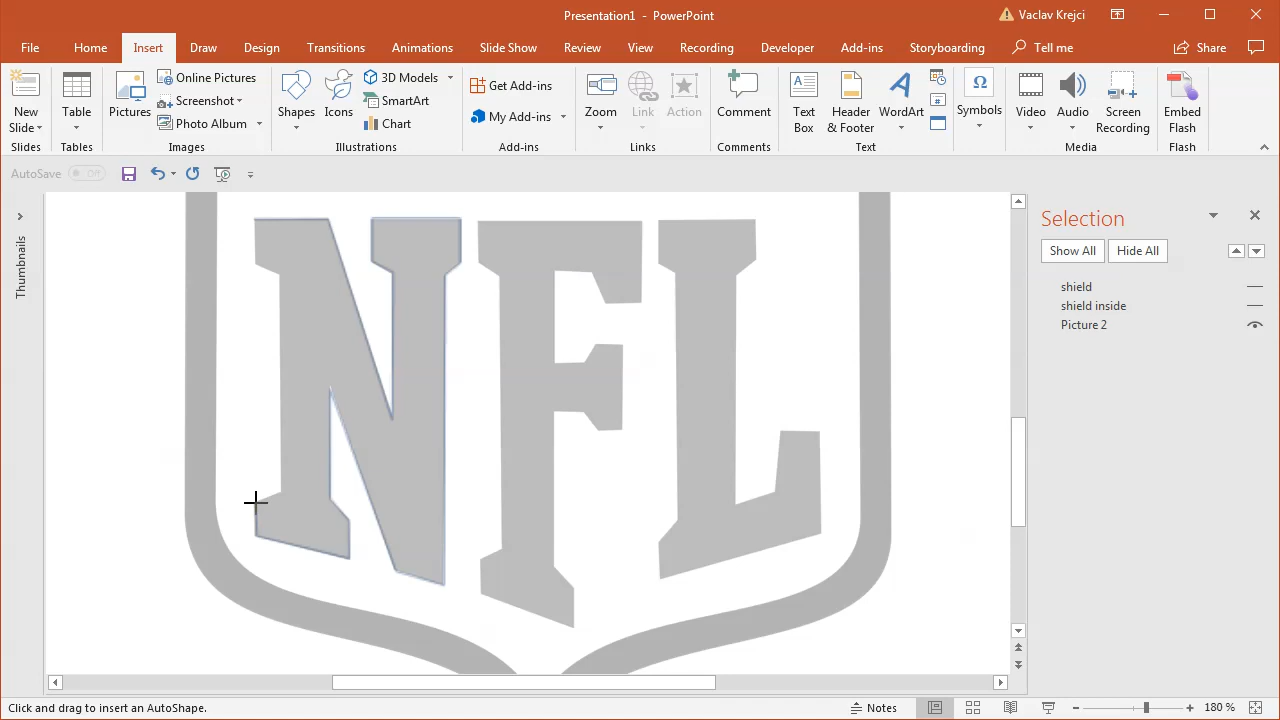 Presentation1 - PowerPoint
Vaclav Krejci
File Home Insert Draw Design Transitions Animations Slide Show Review View Recording Developer Add-ins Storyboarding Tell me Share
New Slide
Slides
Table
Tables
Pictures
Online Pictures
Screenshot
Photo Album
Images
Shapes
Icons
3D Models
SmartArt
Chart
Illustrations
Get Add-ins
My Add-ins
Add-ins
Zoom
Link
Action
Links
Comment
Comments
Text Box
Header & Footer
WordArt
Text
Symbols
Video
Audio
Screen Recording
Media
Embed Flash
Flash
AutoSave Off
Thumbnails
NFL
Selection
Show All Hide All
shield
shield inside
Picture 2
Click and drag to insert an AutoShape.
Notes
180 %